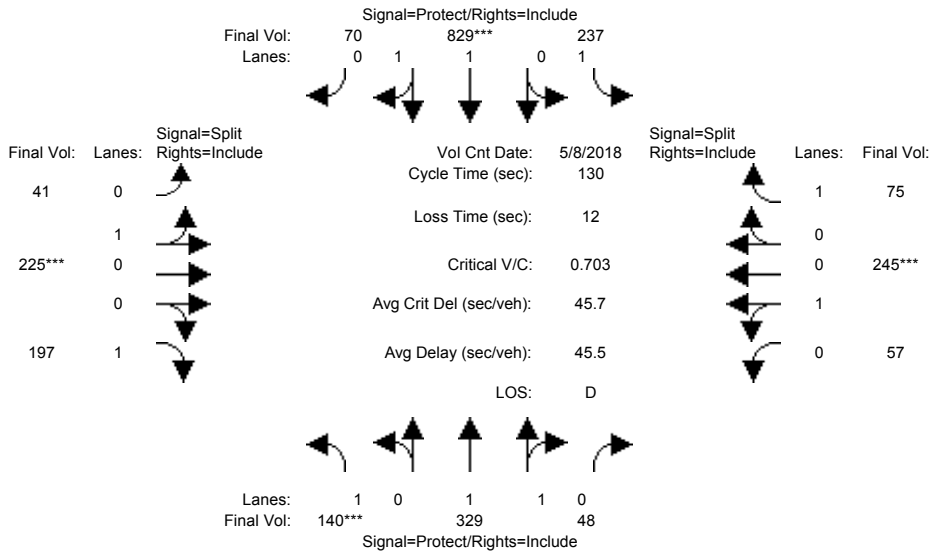 Signal=Protect/Rights=Include
Final Vol: 70 829*** 237
Lanes: 0 1 1 0 1
Signal=Split Signal=Split
Final Vol: Lanes: Rights=Include Vol Cnt Date: 5/8/2018 Rights=Include Lanes: Final Vol:
Cycle Time (sec): 130
41 0 1 75
Loss Time (sec): 12
1 0
225*** 0 Critical V/C: 0.703 0 245***
0 Avg Crit Del (sec/veh): 45.7 1
197 1 Avg Delay (sec/veh): 45.5 0 57
LOS: D
Lanes: 1 0 1 1 0
Final Vol: 140*** 329 48
Signal=Protect/Rights=Include